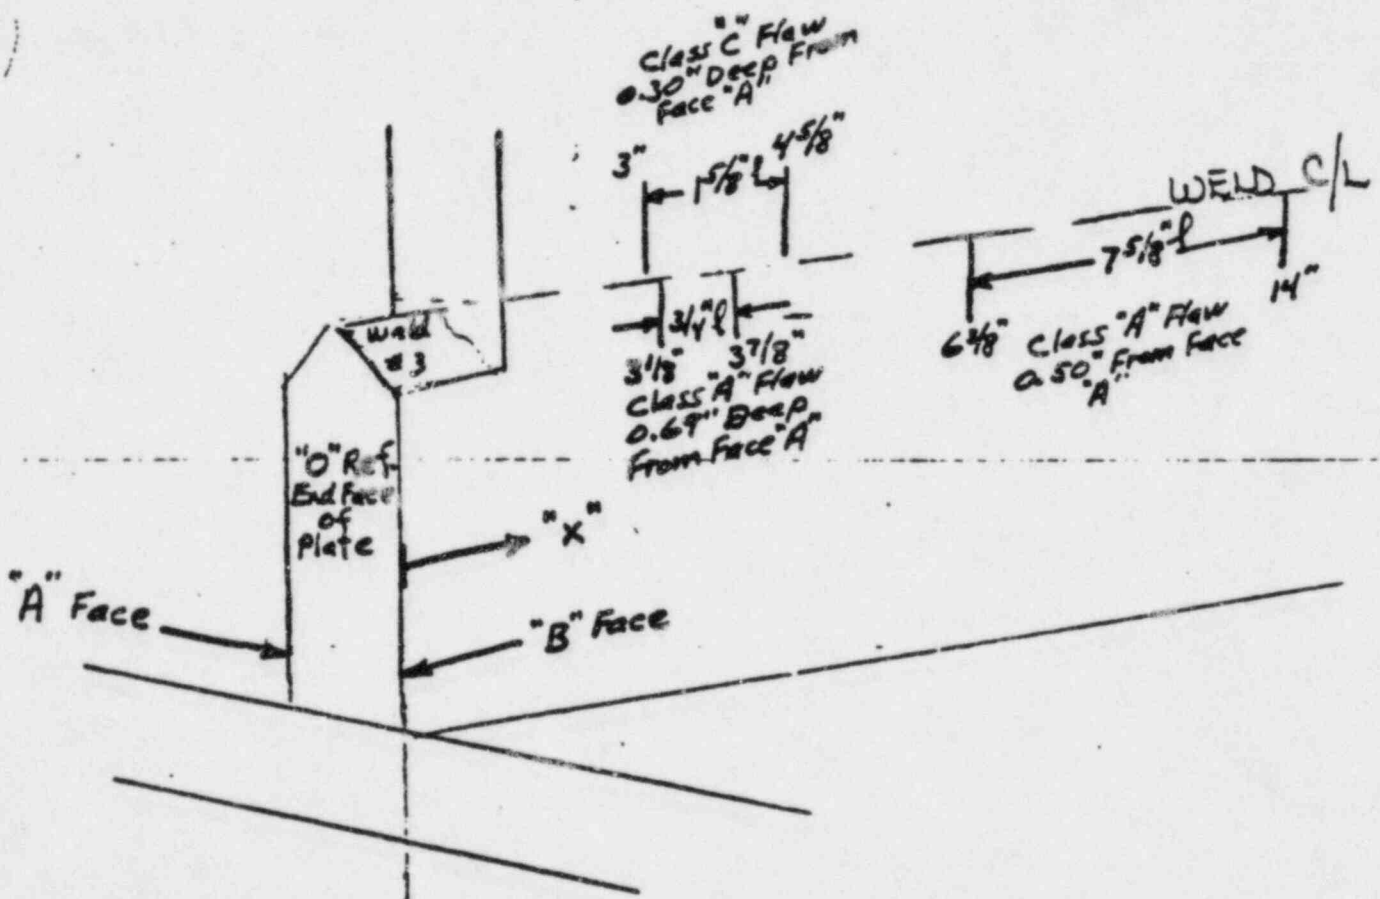 Class "C" Flaw
0.30" Deep From
Face "A"
3"
4 5/8"
1 5/8" l
WELD C/L
7 5/8" l
14"
6 3/8"
Class "A" Flaw
0.50" From Face
"A"
3/4" l
3 1/8"
3 7/8"
Class "A" Flaw
0.69" Deep
From Face "A"
Weld
#3
"O" Ref.
End Face
of
Plate
"X"
"A" Face
"B" Face